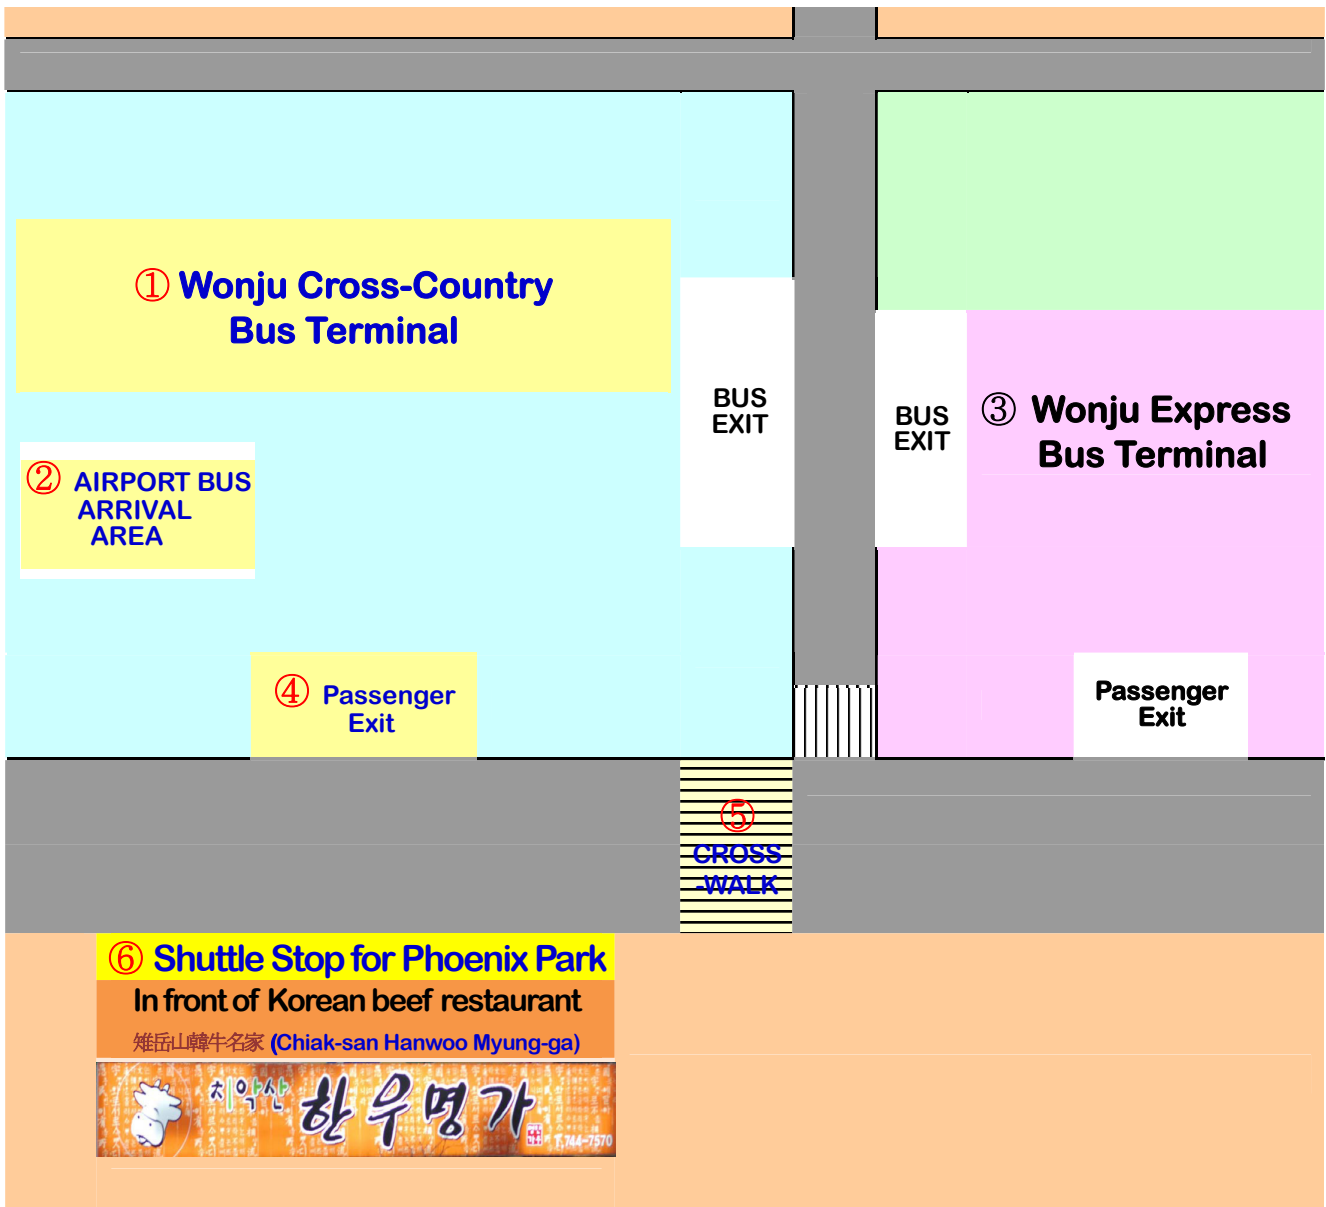 ① Wonju Cross-Country
Bus Terminal
BUS
EXIT
BUS
EXIT
③ Wonju Express
Bus Terminal
② AIRPORT BUS
ARRIVAL
AREA
④ Passenger
Exit
Passenger
Exit
⑤
CROSS
-WALK
⑥ Shuttle Stop for Phoenix Park
In front of Korean beef restaurant
雉岳山韓牛名家 (Chiak-san Hanwoo Myung-ga)
치악산 한우명가
T.744-7570